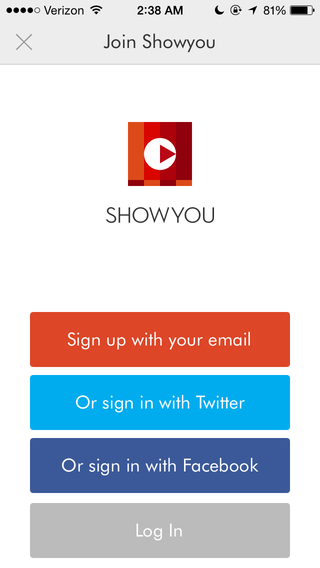 Verizon 2:38 AM 81%
Join Showyou
SHOWYOU
Sign up with your email
Or sign in with Twitter
Or sign in with Facebook
Log In